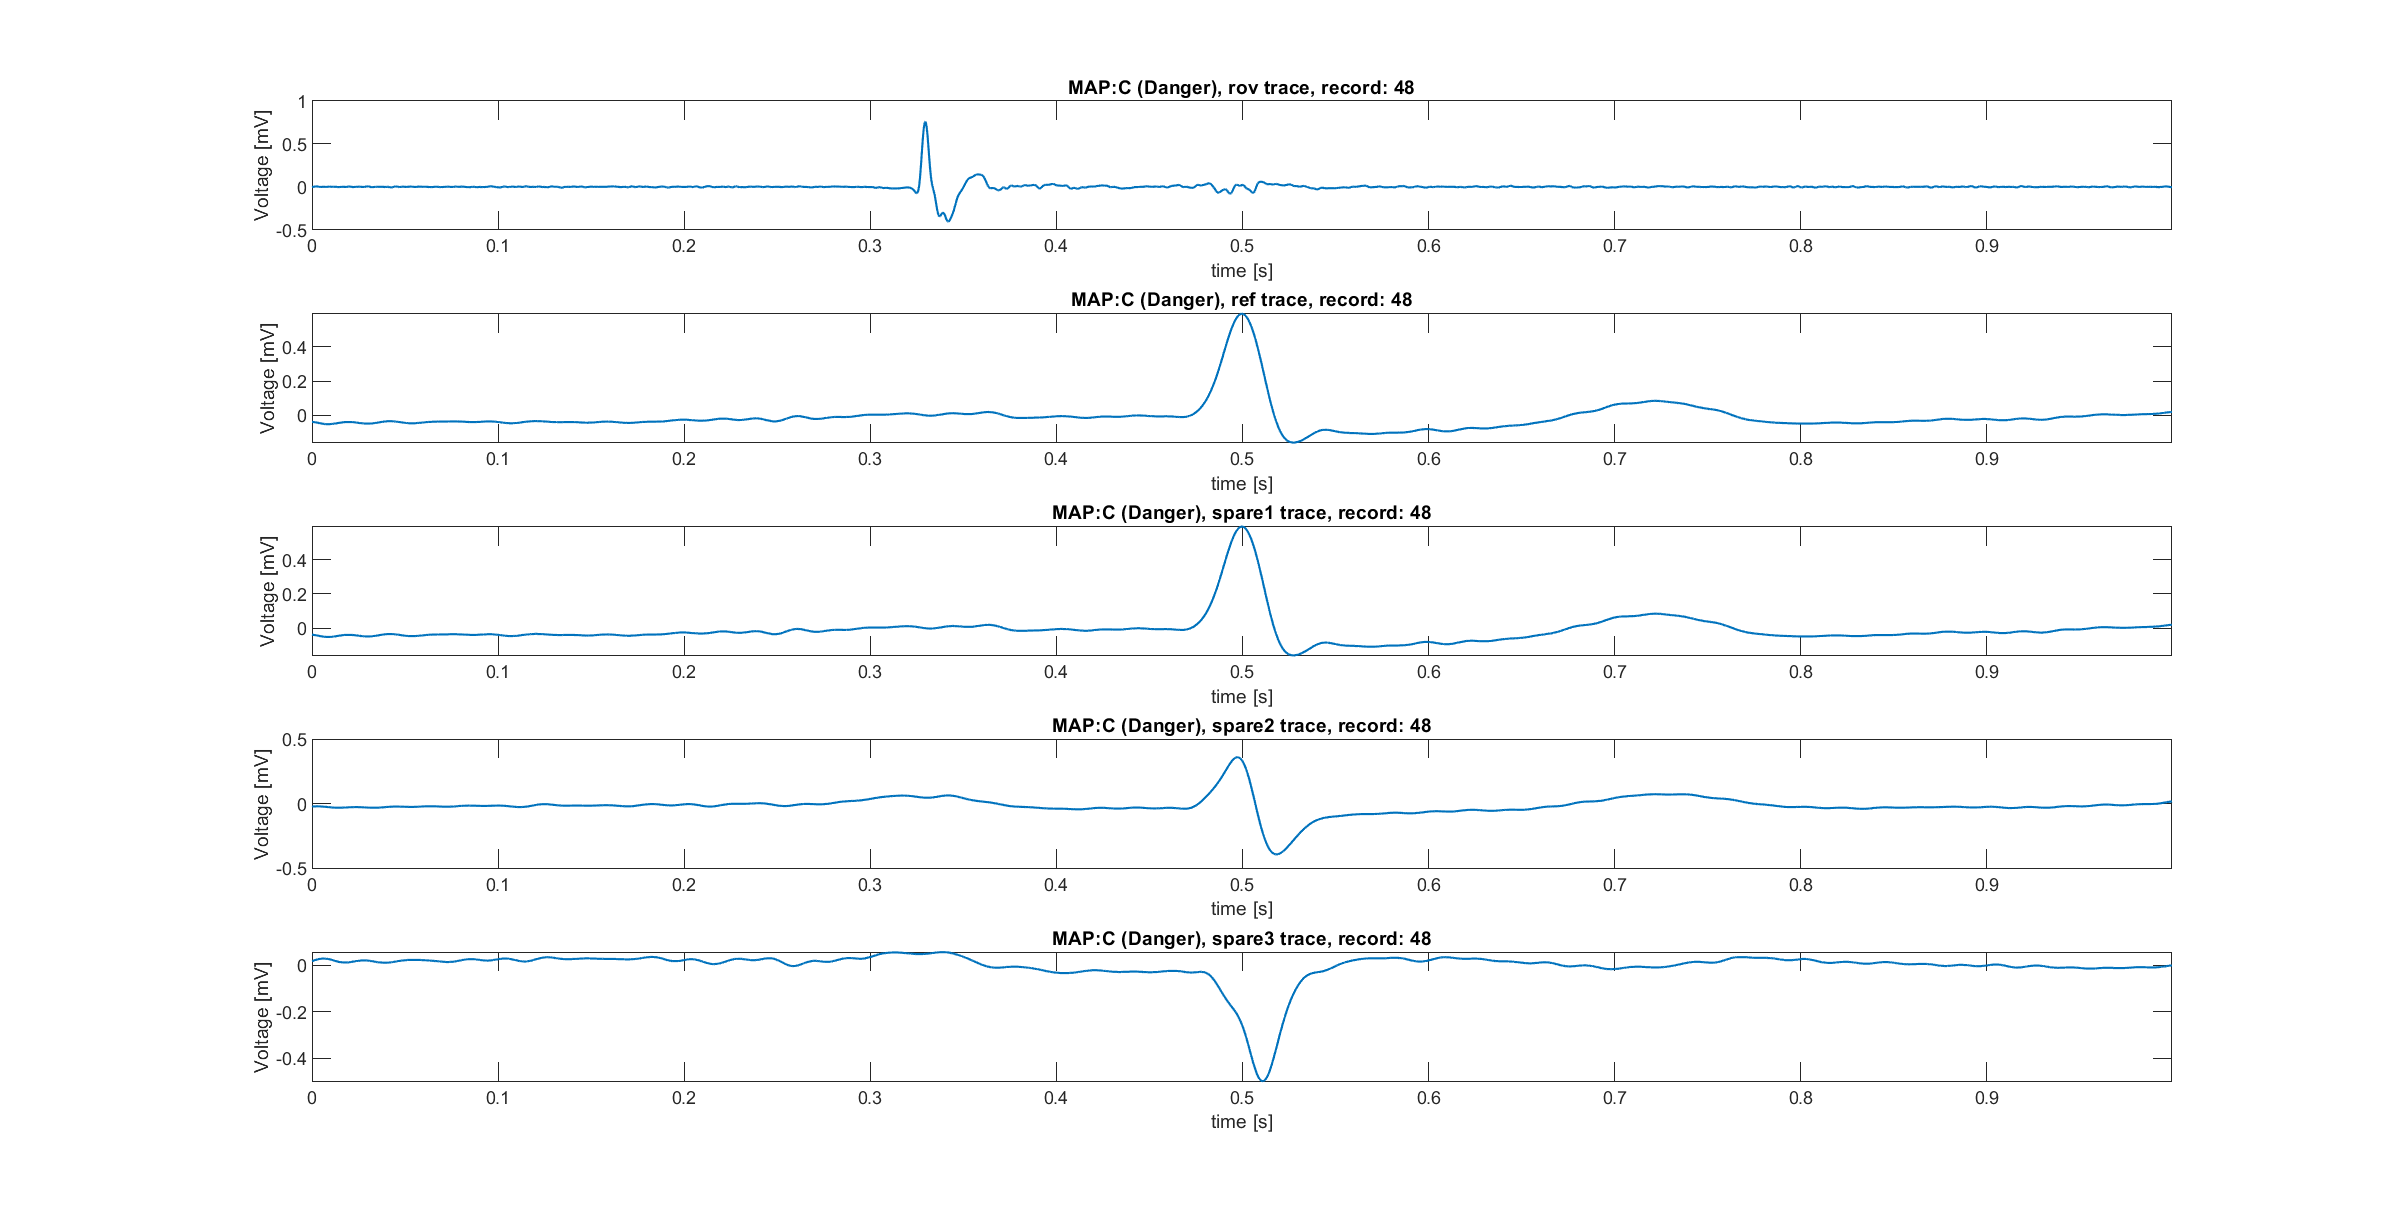 MAP:C (Danger), rov trace, record: 48
Voltage [mV]
1
0.5
0
-0.5
0 0.1 0.2 0.3 0.4 0.5 0.6 0.7 0.8 0.9
time [s]
MAP:C (Danger), ref trace, record: 48
Voltage [mV]
0.4
0.2
0
0 0.1 0.2 0.3 0.4 0.5 0.6 0.7 0.8 0.9
time [s]
MAP:C (Danger), spare1 trace, record: 48
Voltage [mV]
0.4
0.2
0
0 0.1 0.2 0.3 0.4 0.5 0.6 0.7 0.8 0.9
time [s]
MAP:C (Danger), spare2 trace, record: 48
Voltage [mV]
0.5
0
-0.5
0 0.1 0.2 0.3 0.4 0.5 0.6 0.7 0.8 0.9
time [s]
MAP:C (Danger), spare3 trace, record: 48
Voltage [mV]
0
-0.2
-0.4
0 0.1 0.2 0.3 0.4 0.5 0.6 0.7 0.8 0.9
time [s]